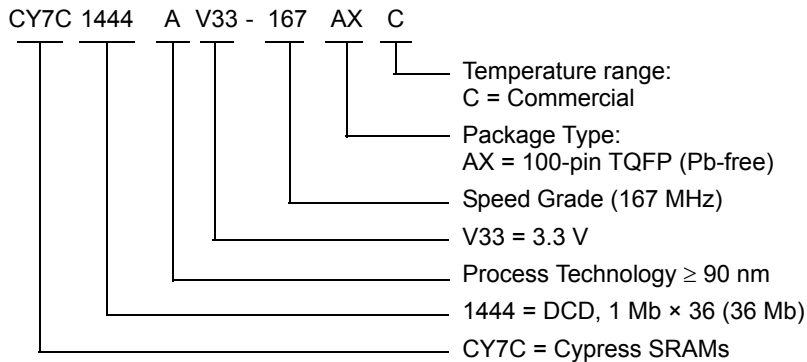 CY7C 1444 A V33 - 167 AX C
Temperature range:
C = Commercial
Package Type:
AX = 100-pin TQFP (Pb-free)
Speed Grade (167 MHz)
V33 = 3.3 V
Process Technology ≥ 90 nm
1444 = DCD, 1 Mb × 36 (36 Mb)
CY7C = Cypress SRAMs